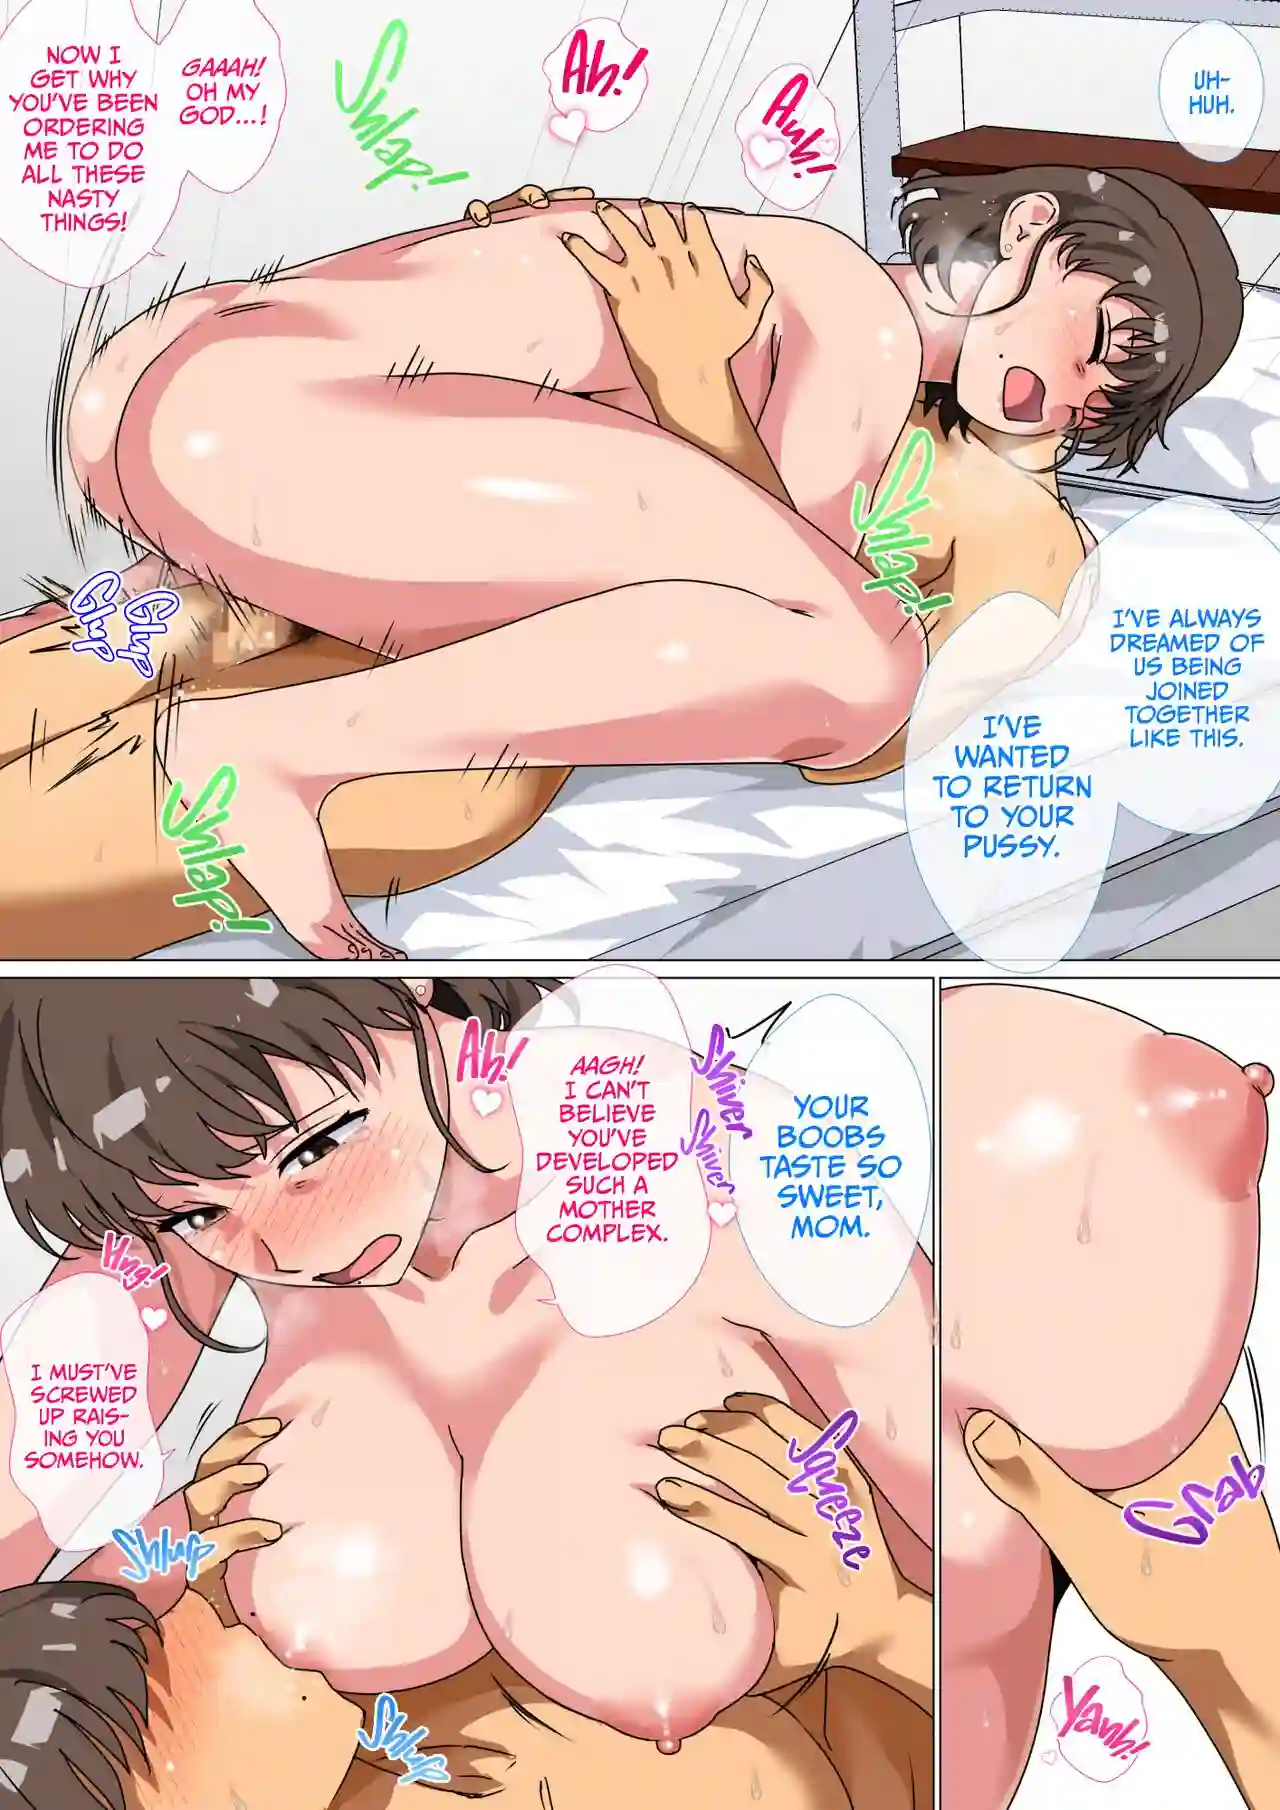 NOW I
GET WHY
YOU'VE BEEN
ORDERING
ME TO DO
ALL THESE
NASTY
THINGS!
GAAAH!
OH MY
GOD...!
Shlap!
Ah!
Auh!
UH-
HUH.
Shlap!
Glup
Glup
Shlap!
I'VE ALWAYS
DREAMED OF
US BEING
JOINED
TOGETHER
LIKE THIS.
I'VE
WANTED
TO RETURN
TO YOUR
PUSSY.
YOUR
BOOBS
TASTE SO
SWEET,
MOM.
Shiver
Shiver
AAGH!
I CAN'T
BELIEVE
YOU'VE
DEVELOPED
SUCH A
MOTHER
COMPLEX.
Ah!
Hng!
I MUST'VE
SCREWED
UP RAIS-
ING YOU
SOMEHOW.
Shlurp
Squeeze
Shlurp
Grab
Yanh!